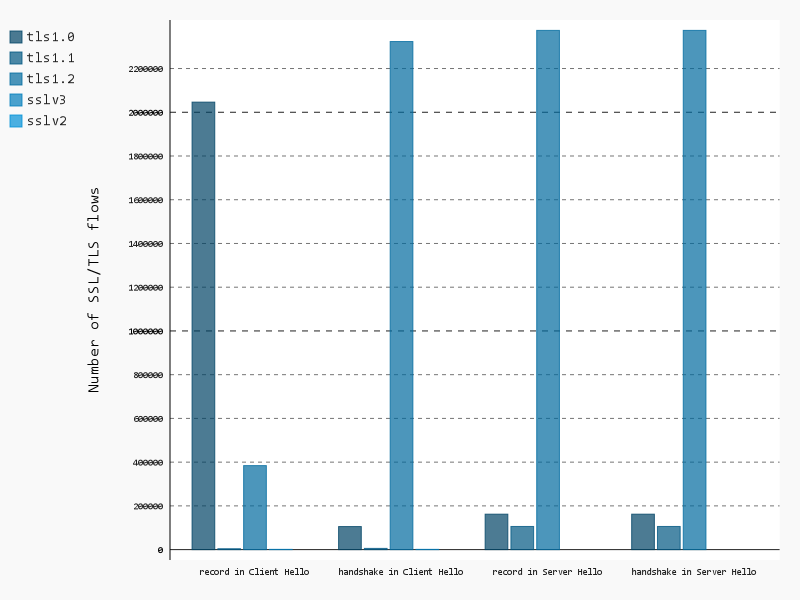 tls1.0
tls1.1
tls1.2
sslv3
sslv2
Number of SSL/TLS flows
2200000
2000000
1800000
1600000
1400000
1200000
1000000
800000
600000
400000
200000
0
record in Client Hello
handshake in Client Hello
record in Server Hello
handshake in Server Hello